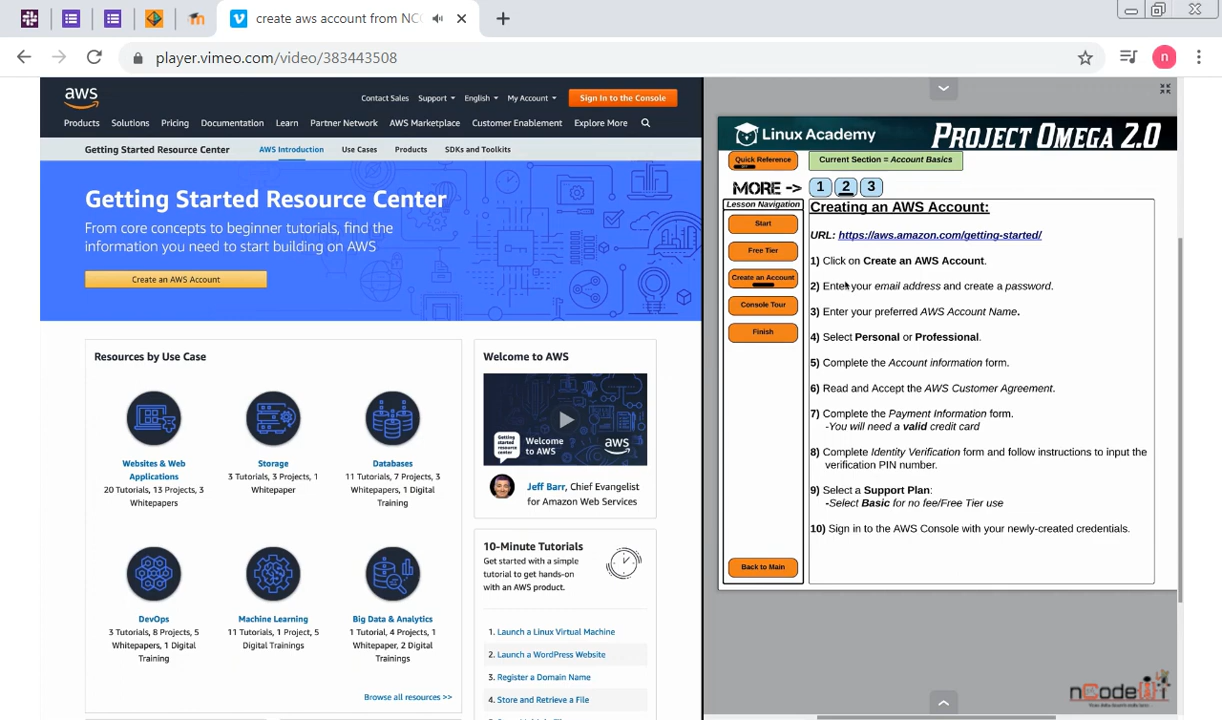 create aws account from NCO
player.vimeo.com/video/383443508
n
aws
Contact Sales Support English My Account Sign In to the Console
Products Solutions Pricing Documentation Learn Partner Network AWS Marketplace Customer Enablement Explore More
Getting Started Resource Center AWS Introduction Use Cases Products SDKs and Toolkits
Getting Started Resource Center
From core concepts to beginner tutorials, find the
information you need to start building on AWS
Create an AWS Account
Resources by Use Case
Websites & Web
Applications
20 Tutorials, 13 Projects, 3
Whitepapers
Storage
3 Tutorials, 3 Projects, 1
Whitepaper
Databases
11 Tutorials, 7 Projects, 3
Whitepapers, 1 Digital
Training
DevOps
3 Tutorials, 8 Projects, 5
Whitepapers, 1 Digital
Training
Machine Learning
11 Tutorials, 1 Project, 5
Digital Trainings
Big Data & Analytics
1 Tutorial, 4 Projects, 1
Whitepaper, 2 Digital
Trainings
Browse all resources >>
Welcome to AWS
Getting
started
resource
center
Welcome
to AWS
aws
Jeff Barr, Chief Evangelist
for Amazon Web Services
10-Minute Tutorials
Get started with a simple
tutorial to get hands-on
with an AWS product.
1. Launch a Linux Virtual Machine
2. Launch a WordPress Website
3. Register a Domain Name
4. Store and Retrieve a File
Linux Academy
PROJECT OMEGA 2.0
Quick Reference
Current Section = Account Basics
MORE -> 1 2 3
Lesson Navigation
Start
Free Tier
Create an Account
Console Tour
Finish
Back to Main
Creating an AWS Account:
URL: https://aws.amazon.com/getting-started/
1) Click on Create an AWS Account.
2) Enter your email address and create a password.
3) Enter your preferred AWS Account Name.
4) Select Personal or Professional.
5) Complete the Account information form.
6) Read and Accept the AWS Customer Agreement.
7) Complete the Payment Information form.
-You will need a valid credit card
8) Complete Identity Verification form and follow instructions to input the
verification PIN number.
9) Select a Support Plan:
-Select Basic for no fee/Free Tier use
10) Sign in to the AWS Console with your newly-created credentials.